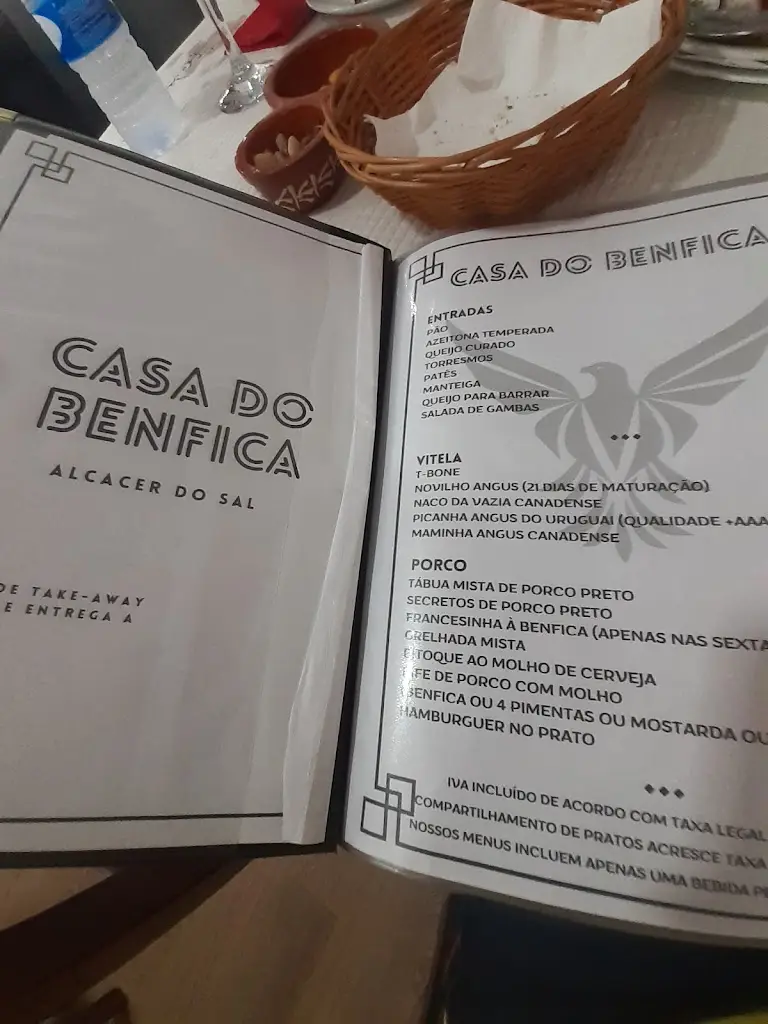 CASA DO
BENFICA
ALCACER DO SAL
DE TAKE-AWAY
E ENTREGA A
CASA DO BENFICA
ENTRADAS
PÃO
AZEITONA TEMPERADA
QUEIJO CURADO
TORRESMOS
PATÉS
MANTEIGA
QUEIJO PARA BARRAR
SALADA DE GAMBAS
VITELA
T-BONE
NOVILHO ANGUS (21 DIAS DE MATURAÇÃO)
NACO DA VAZIA CANADENSE
PICANHA ANGUS DO URUGUAI (QUALIDADE +AAA
MAMINHA ANGUS CANADENSE
PORCO
TÁBUA MISTA DE PORCO PRETO
SECRETOS DE PORCO PRETO
FRANCESINHA À BENFICA (APENAS NAS SEXTA
GRELHADA MISTA
BITOQUE AO MOLHO DE CERVEJA
BIFE DE PORCO COM MOLHO
BENFICA OU 4 PIMENTAS OU MOSTARDA OU
HAMBURGUER NO PRATO
IVA INCLUÍDO DE ACORDO COM TAXA LEGAL
COMPARTILHAMENTO DE PRATOS ACRESCE TAXA
NOSSOS MENUS INCLUEM APENAS UMA BEBIDA